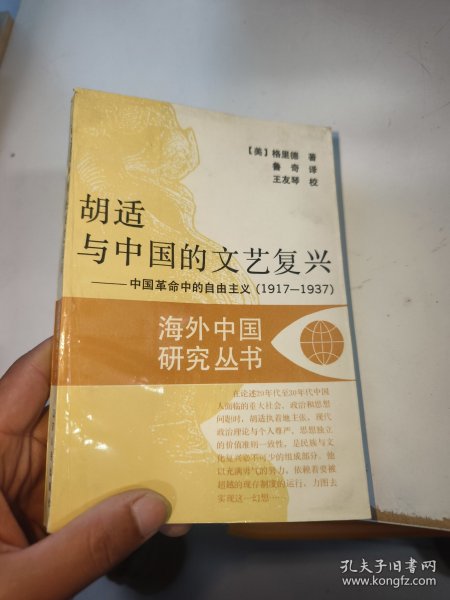 【美】格里德 著
鲁奇 译
王友琴 校
胡适
与中国的文艺复兴
——中国革命中的自由主义(1917—1937)
海外中国
研究丛书
在论述20年代至30年代中国
人面临的重大社会、政治和思想
问题时，胡适执着地主张，现代
政治理论与个人尊严，思想独立
的价值准则一致性，是民族与文
化复兴必不可少的组成部分。他
以充满勇气的努力，依赖着要被
超越的现存制度的运行，力图去
实现这一幻想……
孔夫子旧书网
www.kongfz.com